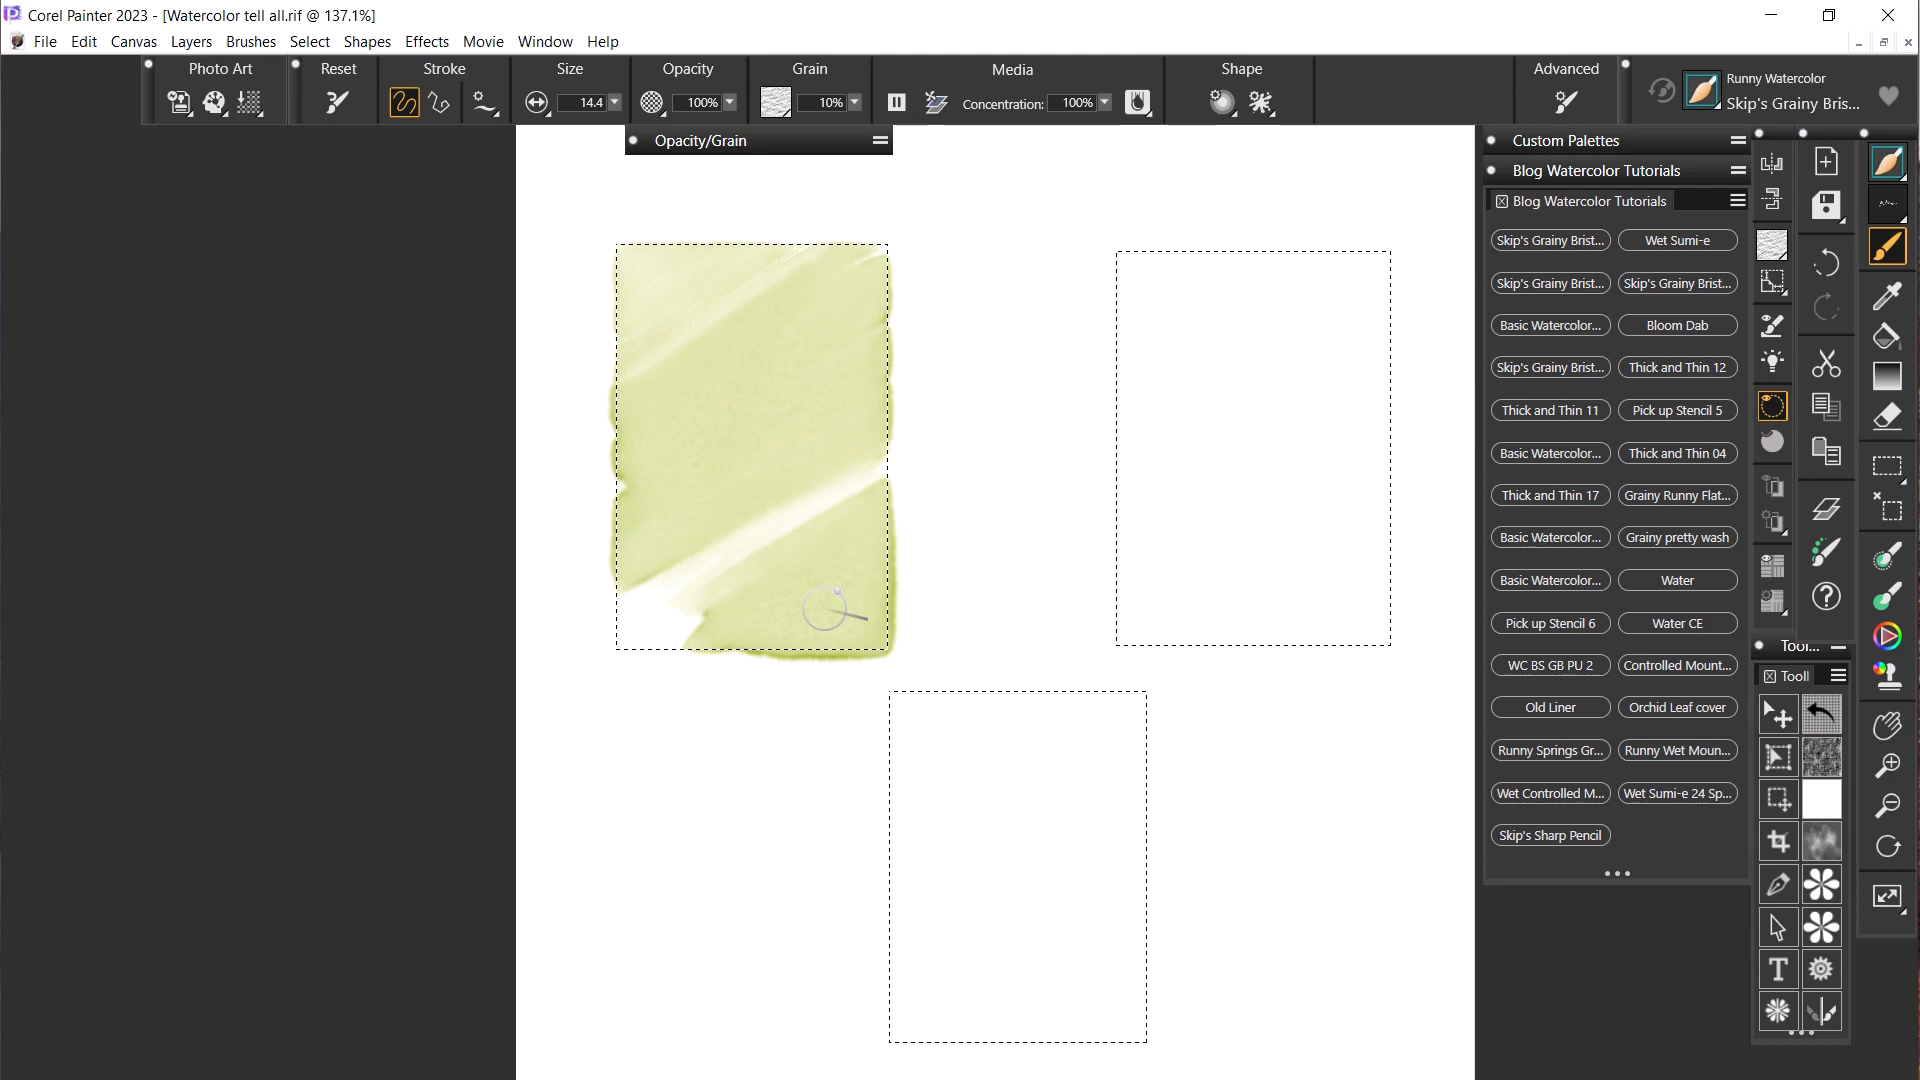 Corel Painter 2023 - [Watercolor tell all.rif @ 137.1%]
File Edit Canvas Layers Brushes Select Shapes Effects Movie Window Help
Photo Art Reset Stroke Size Opacity Grain Media Shape Advanced
Runny Watercolor
14.4 100% 10% Concentration: 100% Skip's Grainy Bris...
Opacity/Grain
Custom Palettes
Blog Watercolor Tutorials
Blog Watercolor Tutorials
Skip's Grainy Brist... Wet Sumi-e
Skip's Grainy Brist... Skip's Grainy Brist...
Basic Watercolor... Bloom Dab
Skip's Grainy Brist... Thick and Thin 12
Thick and Thin 11 Pick up Stencil 5
Basic Watercolor... Thick and Thin 04
Thick and Thin 17 Grainy Runny Flat...
Basic Watercolor... Grainy pretty wash
Basic Watercolor... Water
Pick up Stencil 6 Water CE
WC BS GB PU 2 Controlled Mount...
Old Liner Orchid Leaf cover
Runny Springs Gr... Runny Wet Moun...
Wet Controlled M... Wet Sumi-e 24 Sp...
Skip's Sharp Pencil
Tool...
Tooll